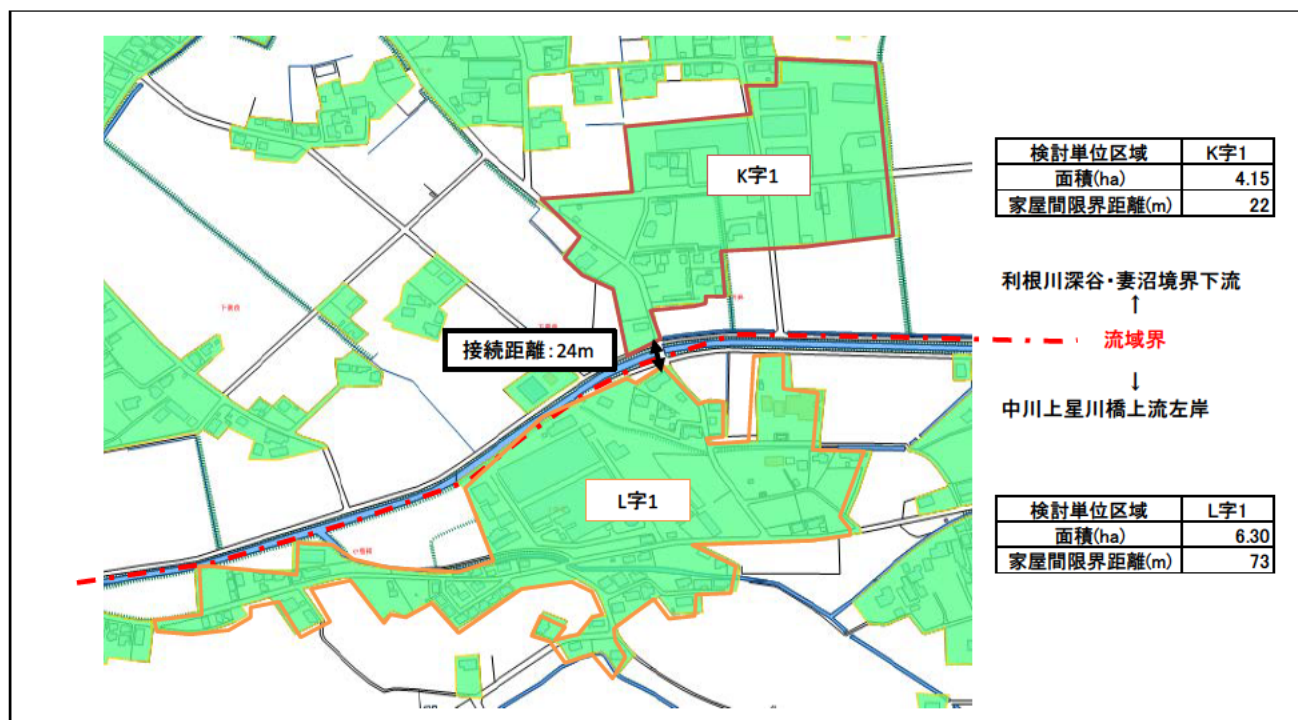 K字1
検討単位区域 K字1
面積(ha) 4.15
家屋間限界距離(m) 22
利根川深谷・妻沼境界下流
↑
接続距離:24m
流域界
↓
中川上星川橋上流左岸
L字1
検討単位区域 L字1
面積(ha) 6.30
家屋間限界距離(m) 73